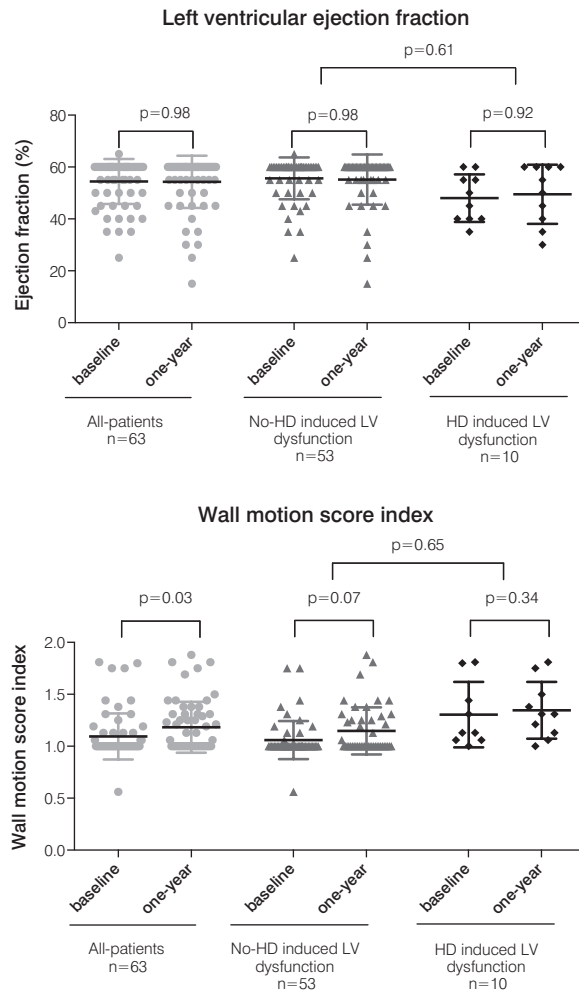 Left ventricular ejection fraction
p=0.61
p=0.98
p=0.98
p=0.92
Ejection fraction (%)
80
60
40
20
0
baseline
one-year
baseline
one-year
baseline
one-year
All-patients
n=63
No-HD induced LV
dysfunction
n=53
HD induced LV
dysfunction
n=10
Wall motion score index
p=0.65
p=0.03
p=0.07
p=0.34
Wall motion score index
2.0
1.5
1.0
0.5
0.0
baseline
one-year
baseline
one-year
baseline
one-year
All-patients
n=63
No-HD induced LV
dysfunction
n=53
HD induced LV
dysfunction
n=10